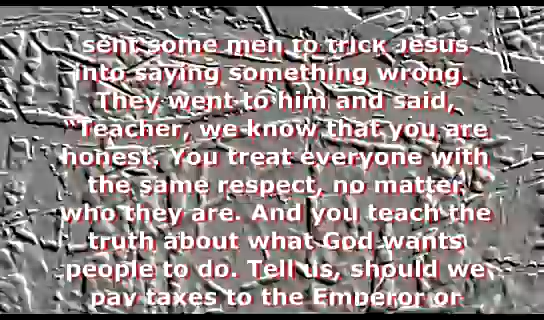 sent some men to trick Jesus
into saying something wrong.
They went to him and said,
"Teacher, we know that you are
honest. You treat everyone with
the same respect, no matter
who they are. And you teach the
truth about what God wants
people to do. Tell us, should we
pay taxes to the Emperor or